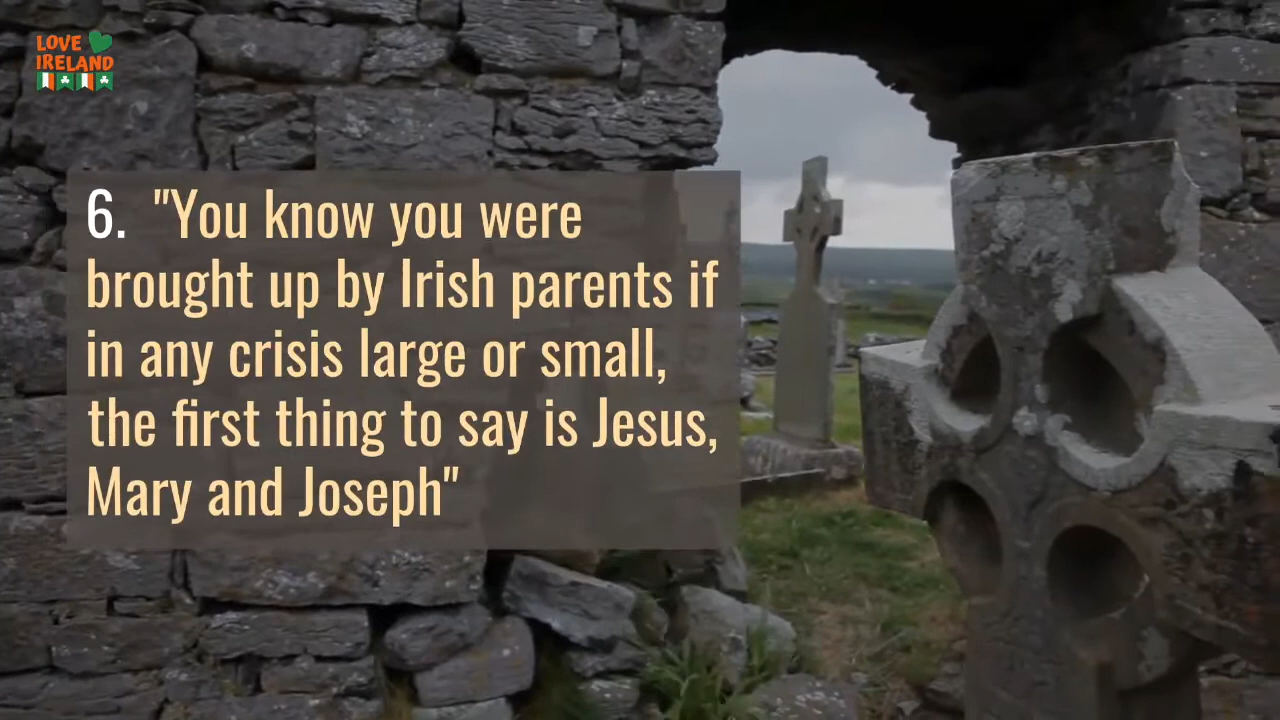 LOVE
IRELAND
6. "You know you were
brought up by Irish parents if
in any crisis large or small,
the first thing to say is Jesus,
Mary and Joseph"